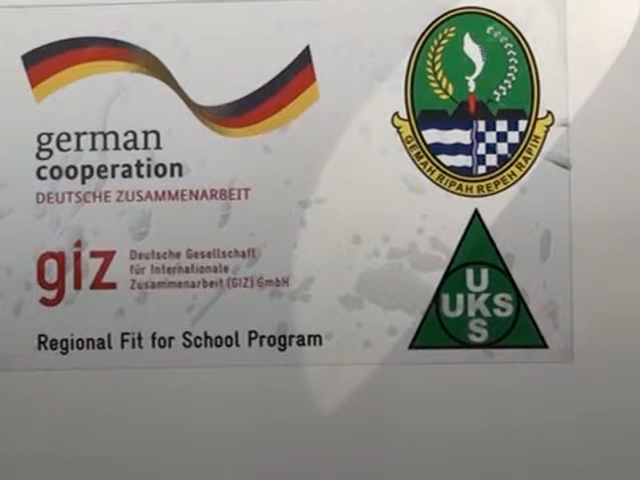 german
cooperation
DEUTSCHE ZUSAMMENARBEIT
giz
Deutsche Gesellschaft
für Internationale
Zusammenarbeit (GIZ) GmbH
Regional Fit for School Program
GEMAH RIPAH REPEH RAPIH
U
UKS
S